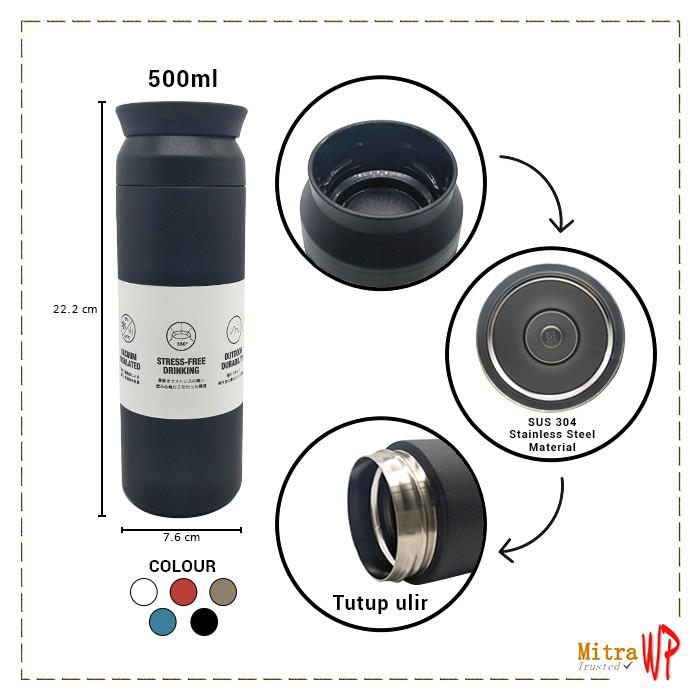 500ml
22.2 cm
360°
STRESS-FREE
DRINKING
7.6 cm
COLOUR
SUS 304
Stainless Steel
Material
Tutup ulir
Mitra WP
Trusted